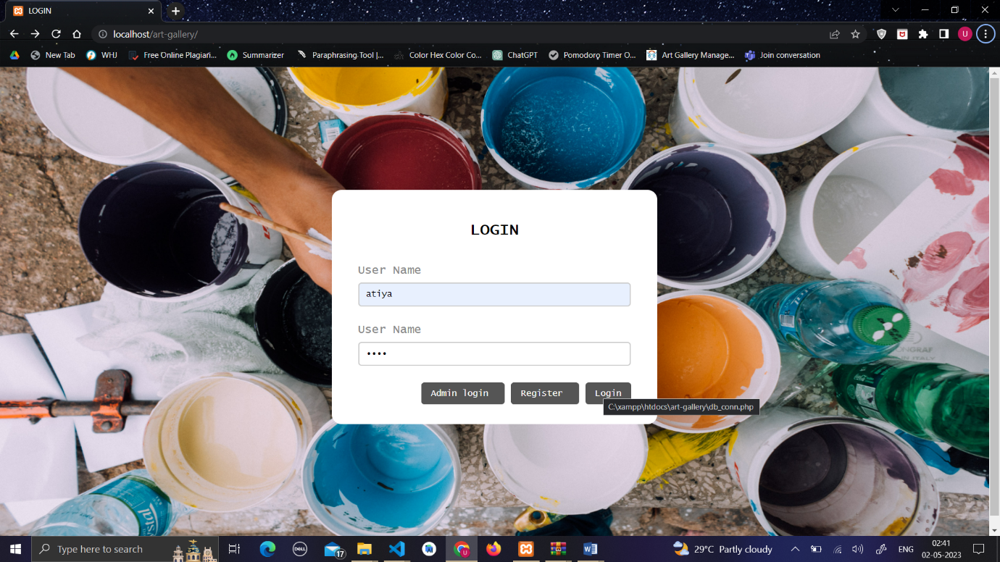 LOGIN
localhost/art-gallery/
New Tab
WHJ
Free Online Plagiari...
Summarizer
Paraphrasing Tool |...
Color Hex Color Co...
ChatGPT
Pomodoro Timer O...
Art Gallery Manage...
Join conversation
U
LOGIN
User Name
atiya
User Name
••••
Admin login
Register
Login
C:\xampp\htdocs\art-gallery\db_conn.php
Type here to search
DELL
17
29°C Partly cloudy
ENG
02:41
02-05-2023